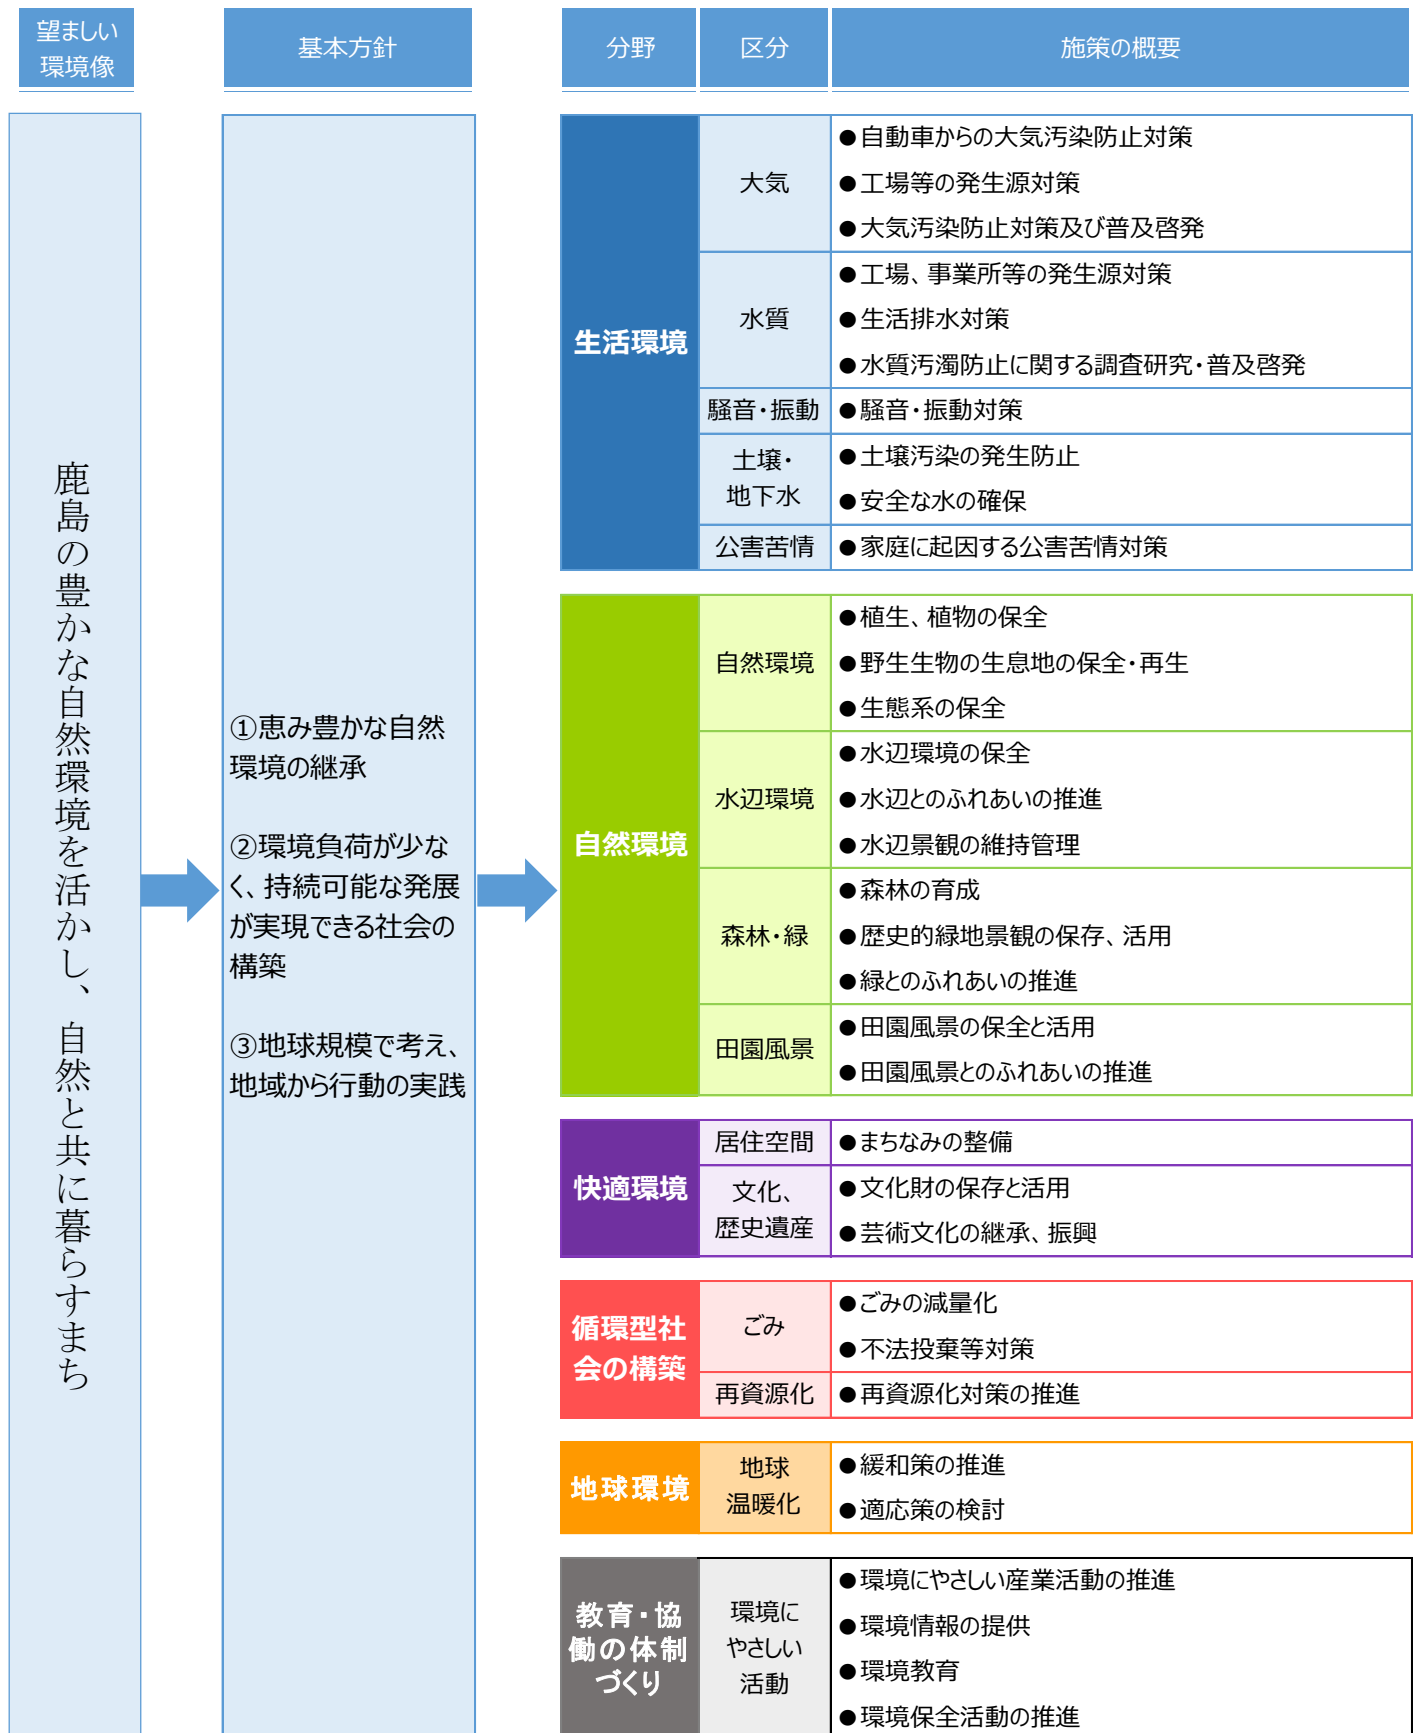 望ましい
環境像
基本方針
分野
区分
施策の概要
鹿島の豊かな自然環境を活かし、自然と共に暮らすまち
①恵み豊かな自然
環境の継承
②環境負荷が少な
く、持続可能な発展
が実現できる社会の
構築
③地球規模で考え、
地域から行動の実践
生活環境
大気
●自動車からの大気汚染防止対策
●工場等の発生源対策
●大気汚染防止対策及び普及啓発
水質
●工場、事業所等の発生源対策
●生活排水対策
●水質汚濁防止に関する調査研究・普及啓発
騒音・振動
●騒音・振動対策
土壌・
地下水
●土壌汚染の発生防止
●安全な水の確保
公害苦情
●家庭に起因する公害苦情対策
自然環境
自然環境
●植生、植物の保全
●野生生物の生息地の保全・再生
●生態系の保全
水辺環境
●水辺環境の保全
●水辺とのふれあいの推進
●水辺景観の維持管理
森林・緑
●森林の育成
●歴史的緑地景観の保存、活用
●緑とのふれあいの推進
田園風景
●田園風景の保全と活用
●田園風景とのふれあいの推進
快適環境
居住空間
●まちなみの整備
文化、
歴史遺産
●文化財の保存と活用
●芸術文化の継承、振興
循環型社
会の構築
ごみ
●ごみの減量化
●不法投棄等対策
再資源化
●再資源化対策の推進
地球環境
地球
温暖化
●緩和策の推進
●適応策の検討
教育・協
働の体制
づくり
環境に
やさしい
活動
●環境にやさしい産業活動の推進
●環境情報の提供
●環境教育
●環境保全活動の推進